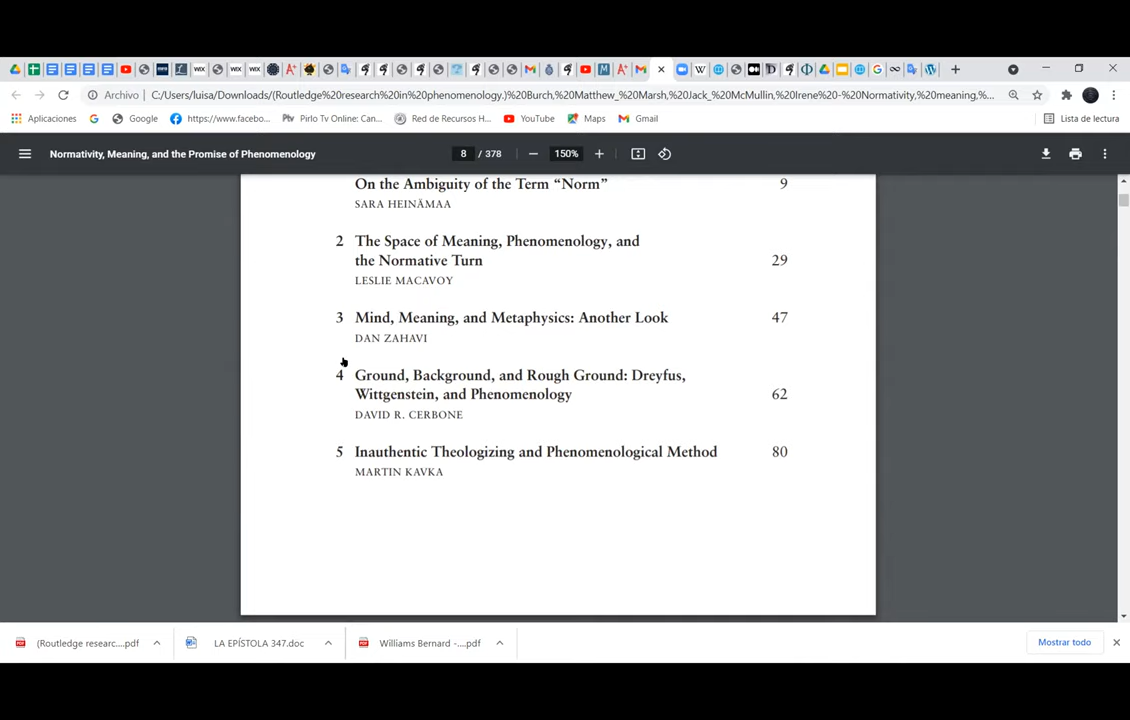 Archivo
C:/Users/luisa/Downloads/(Routledge%20research%20in%20phenomenology.)%20Burch,%20Matthew_%20Marsh,%20Jack_%20McMullin,%20Irene%20-%20Normativity,%20meaning,%...
Aplicaciones
Google
https://www.facebo...
Pirlo Tv Online: Can...
Red de Recursos H...
YouTube
Maps
Gmail
Lista de lectura
Normativity, Meaning, and the Promise of Phenomenology
8 / 378
150%
On the Ambiguity of the Term “Norm” 9
SARA HEINÄMAA
2 The Space of Meaning, Phenomenology, and
the Normative Turn 29
LESLIE MACAVOY
3 Mind, Meaning, and Metaphysics: Another Look 47
DAN ZAHAVI
4 Ground, Background, and Rough Ground: Dreyfus,
Wittgenstein, and Phenomenology 62
DAVID R. CERBONE
5 Inauthentic Theologizing and Phenomenological Method 80
MARTIN KAVKA
(Routledge researc....pdf
LA EPÍSTOLA 347.doc
Williams Bernard -....pdf
Mostrar todo